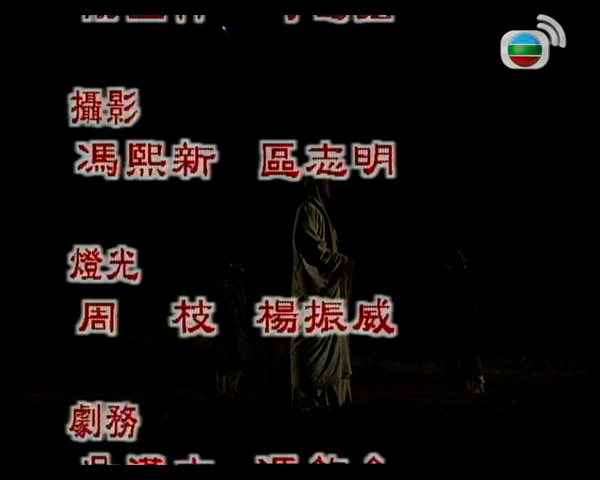 攝影
馮熙新　區志明
燈光
周　枝　楊振威
劇務